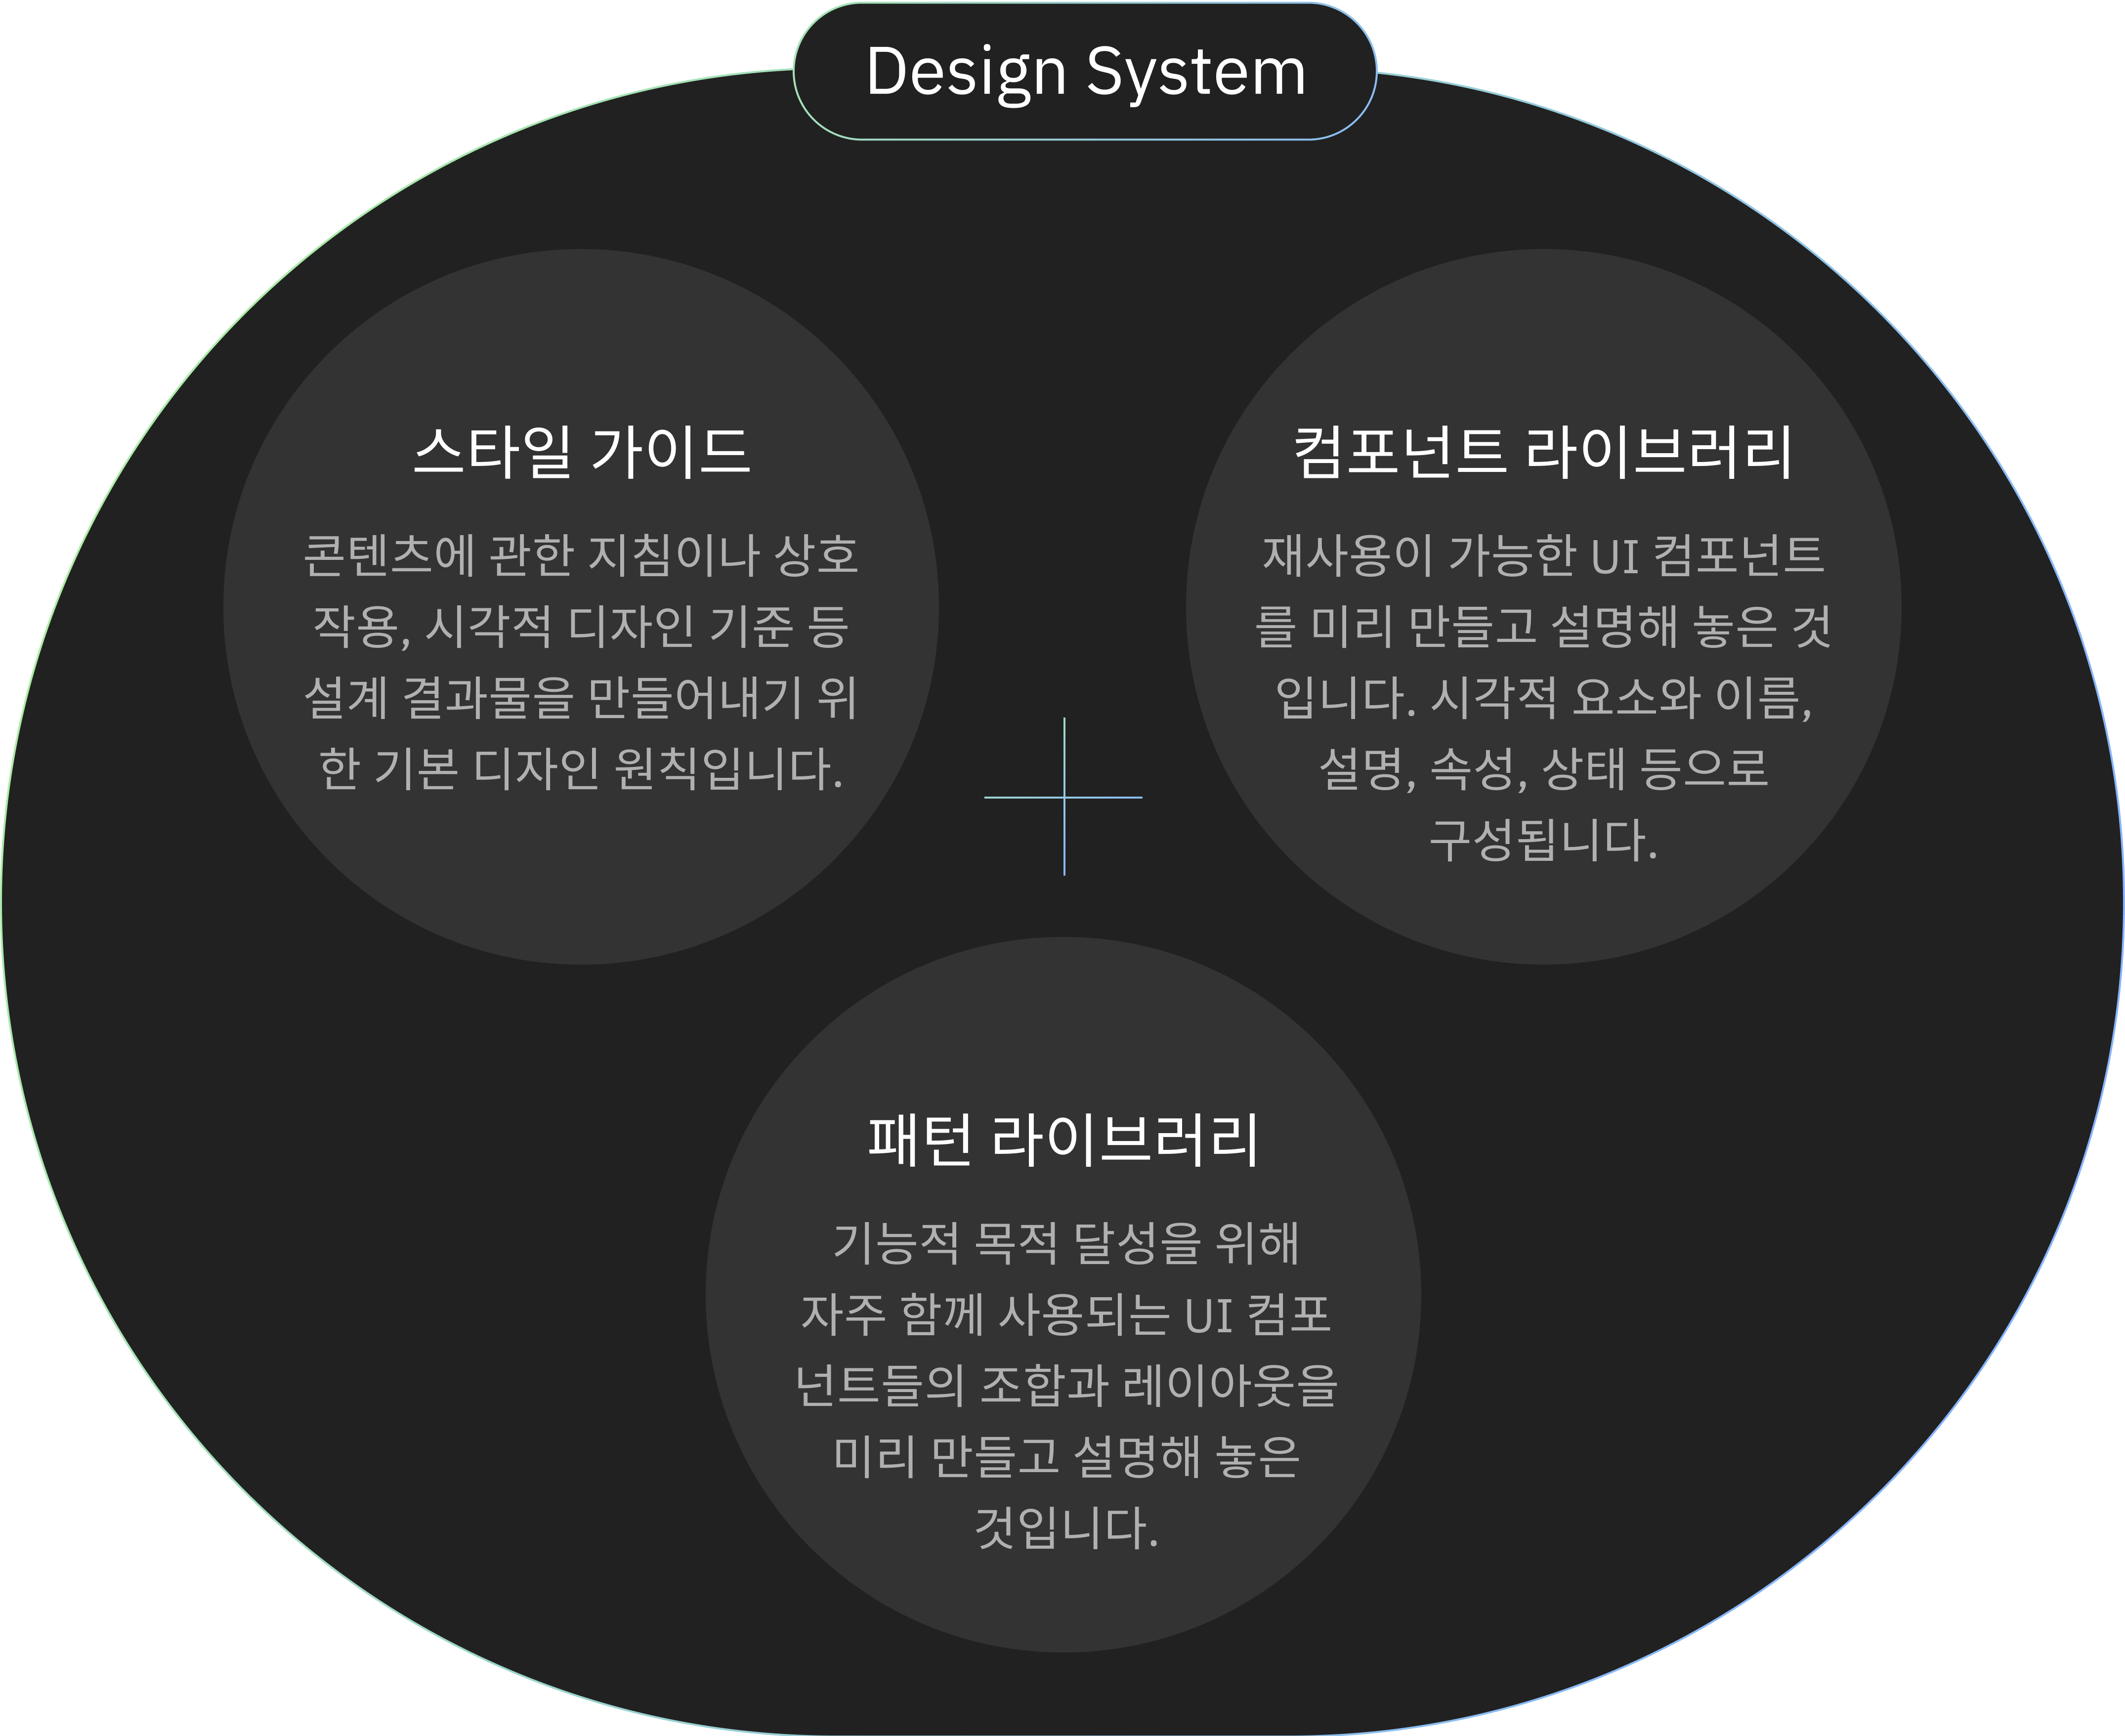 Design System
스타일 가이드
콘텐츠에 관한 지침이나 상호
작용, 시각적 디자인 기준 등
설계 결과물을 만들어내기 위
한 기본 디자인 원칙입니다.
컴포넌트 라이브러리
재사용이 가능한 UI 컴포넌트
를 미리 만들고 설명해 놓은 것
입니다. 시각적 요소와 이름,
설명, 속성, 상태 등으로
구성됩니다.
패턴 라이브러리
기능적 목적 달성을 위해
자주 함께 사용되는 UI 컴포
넌트들의 조합과 레이아웃을
미리 만들고 설명해 놓은
것입니다.